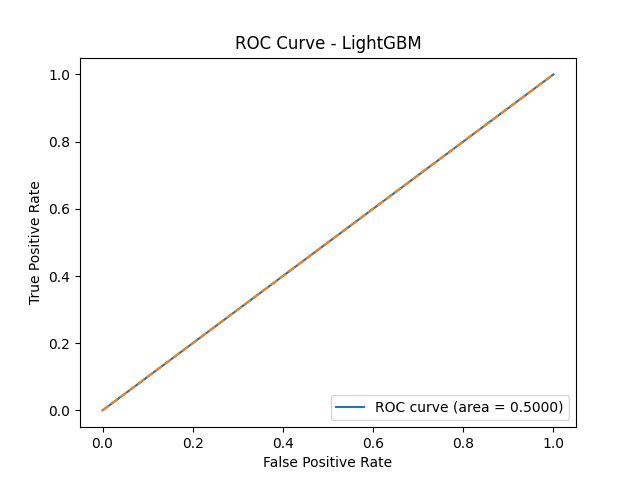 ROC Curve - LightGBM
1.0
0.8
0.6
0.4
0.2
0.0
True Positive Rate
ROC curve (area = 0.5000)
0.0 0.2 0.4 0.6 0.8 1.0
False Positive Rate